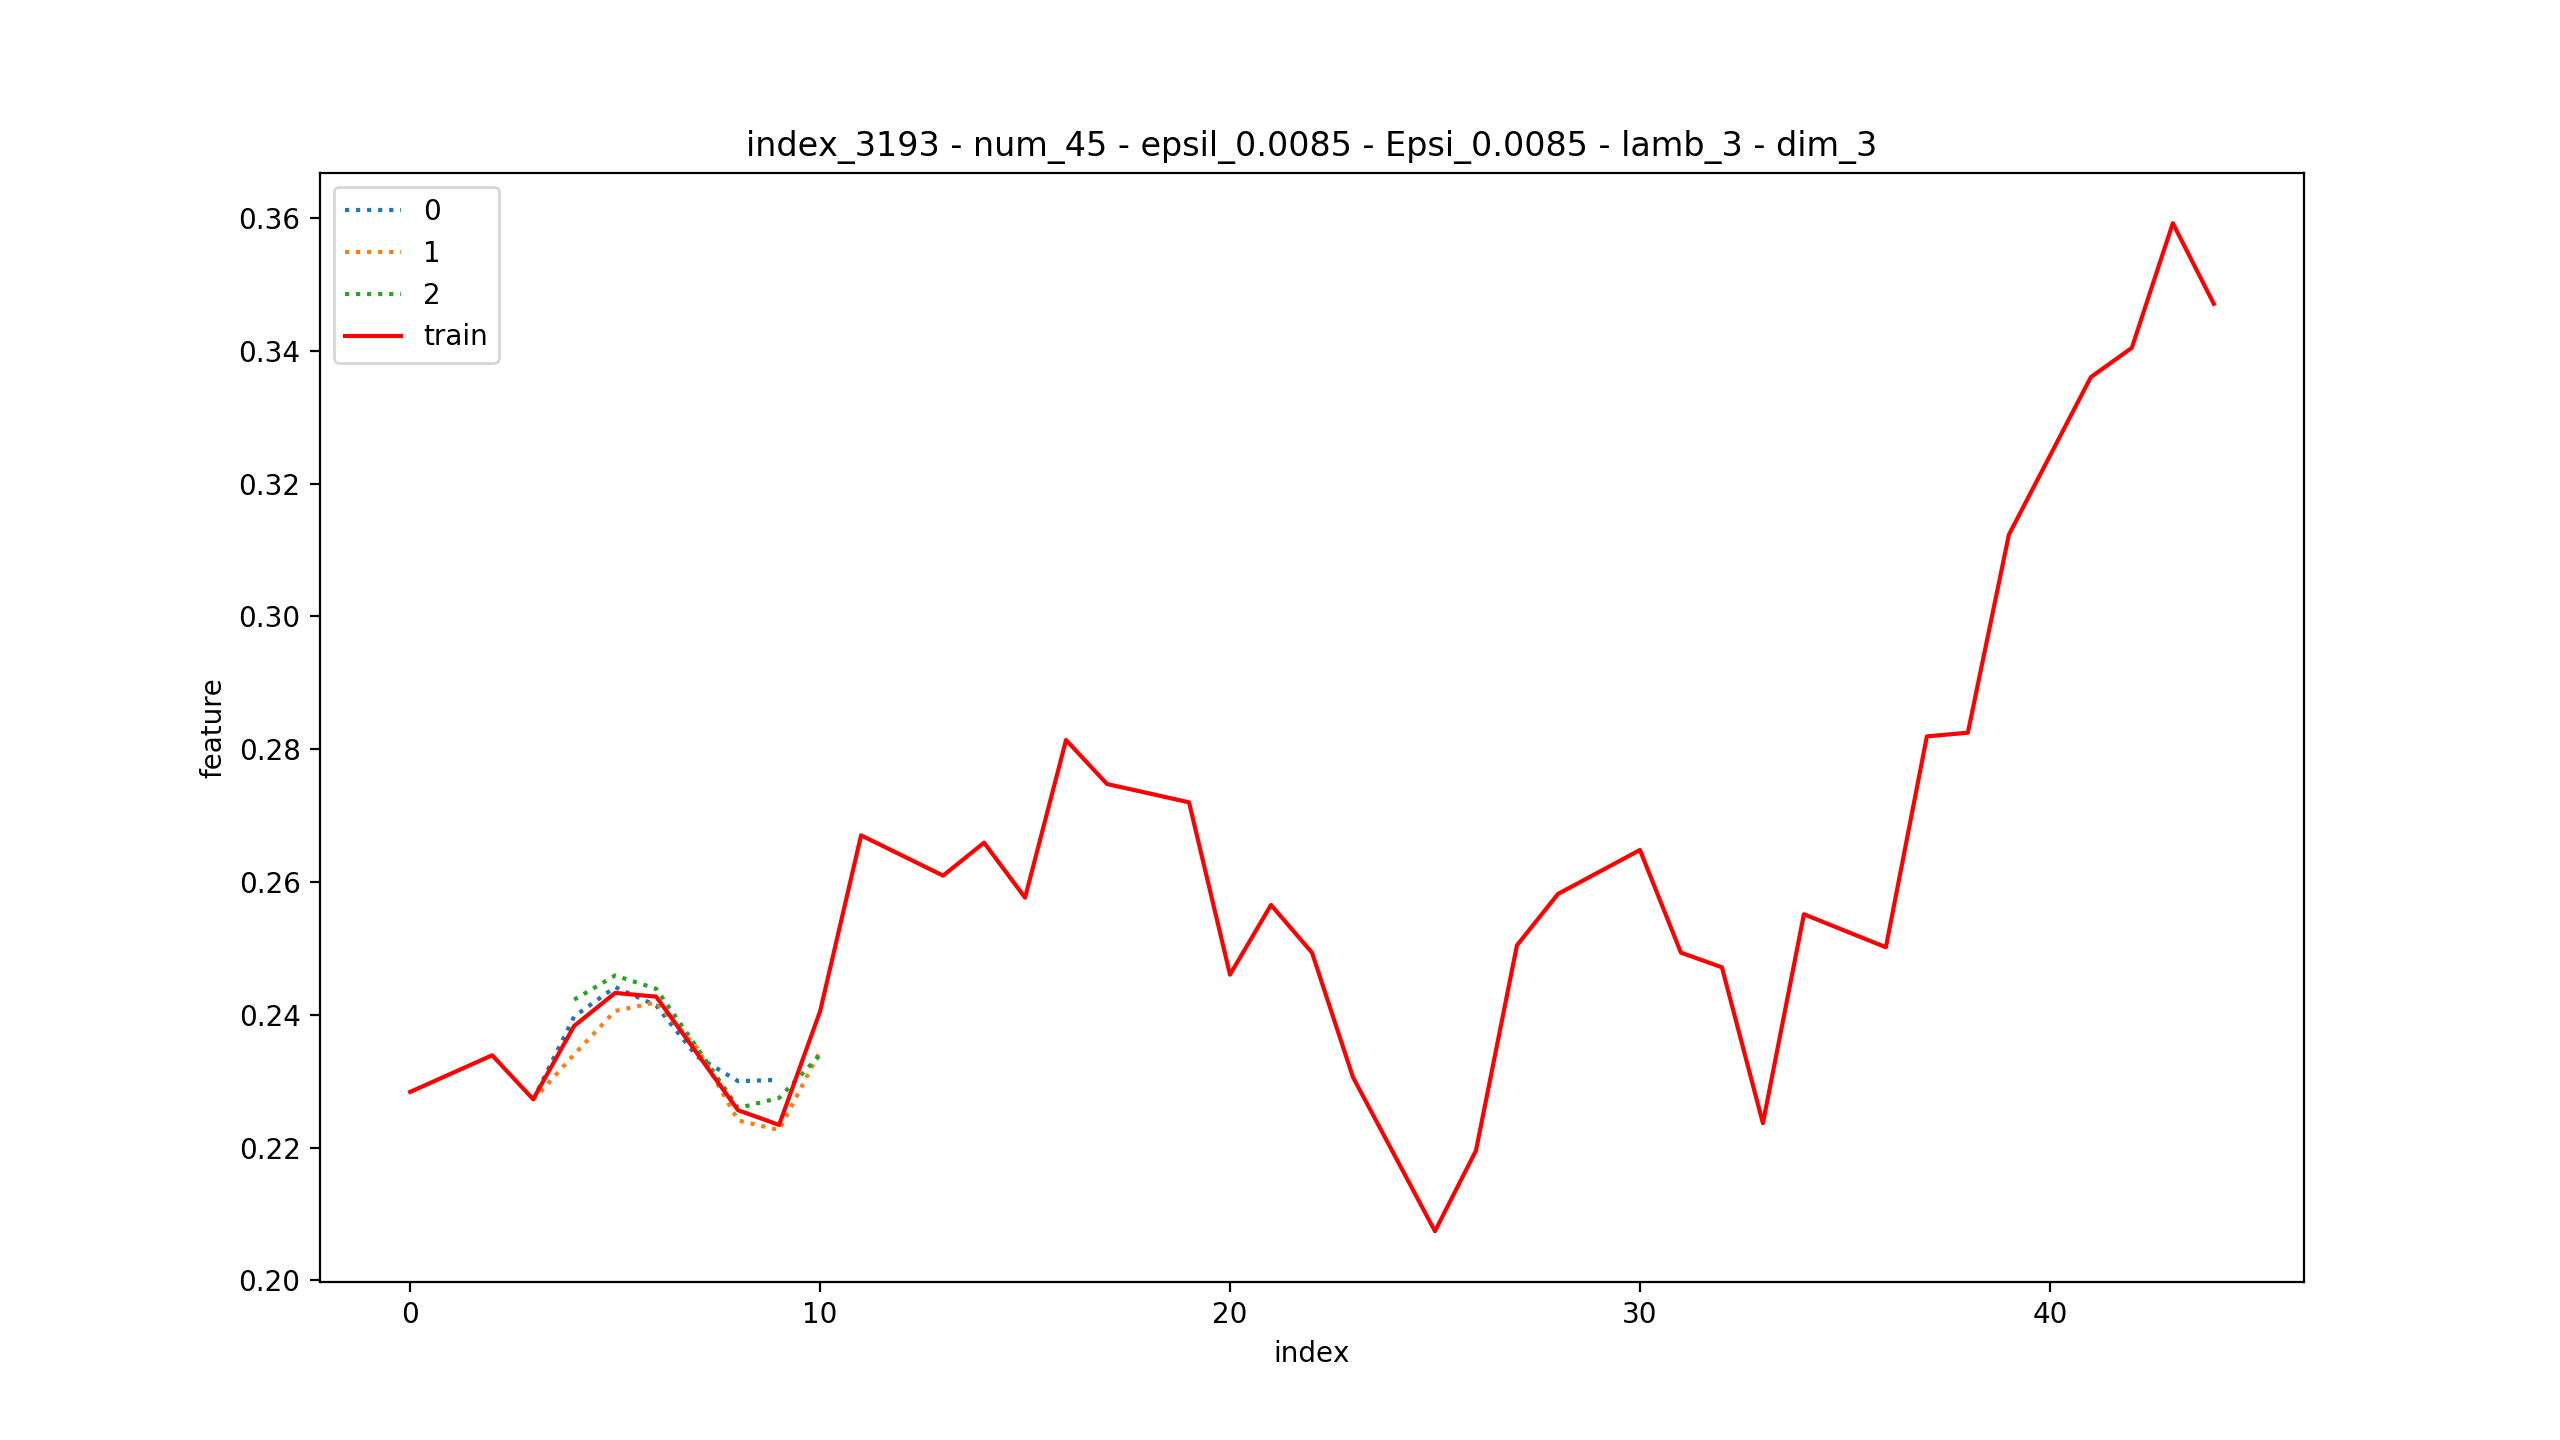 index_3193 - num_45 - epsil_0.0085 - Epsi_0.0085 - lamb_3 - dim_3
0
1
2
train
0.36
0.34
0.32
0.30
0.28
0.26
0.24
0.22
0.20
feature
0 10 20 30 40
index